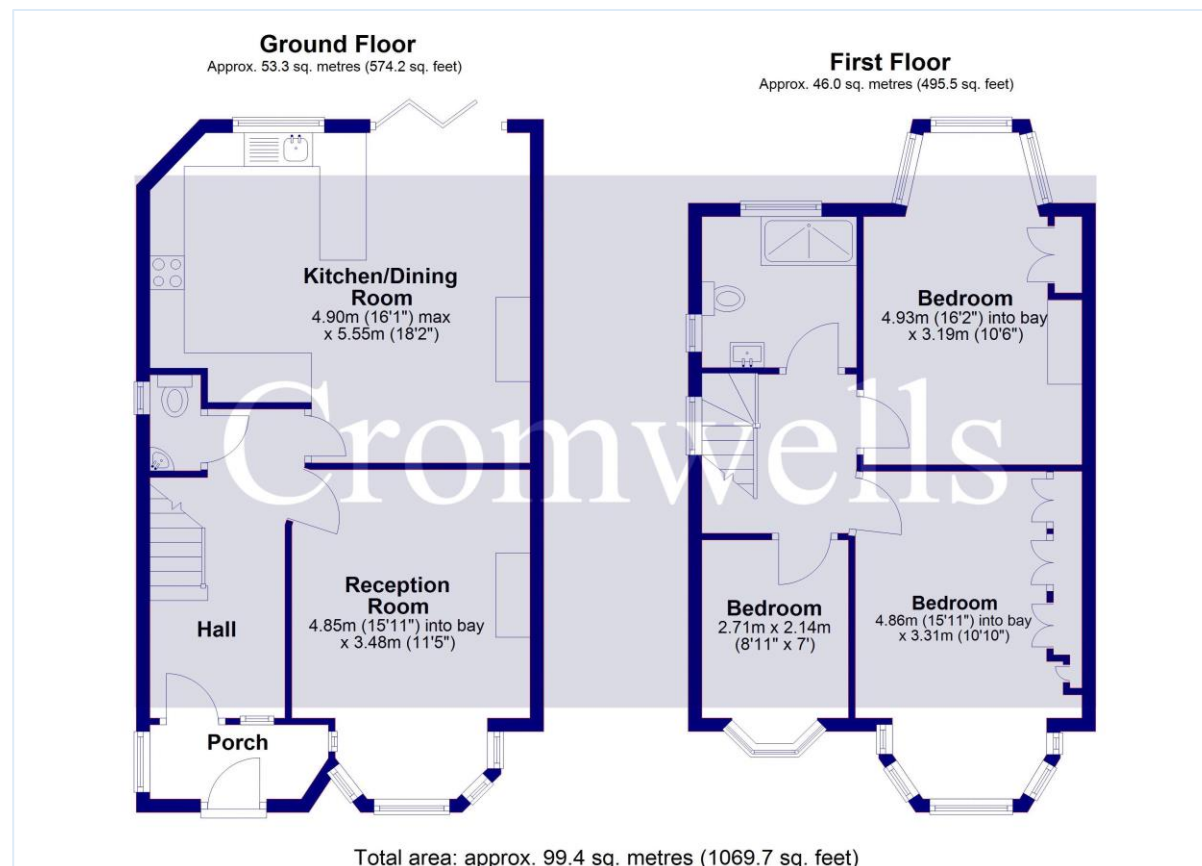 Ground Floor
Approx. 53.3 sq. metres (574.2 sq. feet)
First Floor
Approx. 46.0 sq. metres (495.5 sq. feet)
Kitchen/Dining
Room
4.90m (16'1") max
x 5.55m (18'2")
Bedroom
4.93m (16'2") into bay
x 3.19m (10'6")
Cromwells
Reception
Room
4.85m (15'11") into bay
x 3.48m (11'5")
Hall
Bedroom
2.71m x 2.14m
(8'11" x 7')
Bedroom
4.86m (15'11") into bay
x 3.31m (10'10")
Porch
Total area: approx. 99.4 sq. metres (1069.7 sq. feet)